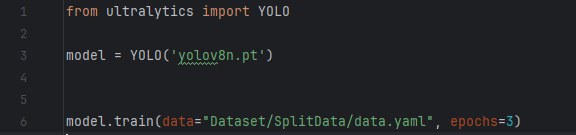 1 from ultralytics import YOLO
2
3 model = YOLO('yolov8n.pt')
4
5
6 model.train(data="Dataset/SplitData/data.yaml", epochs=3)